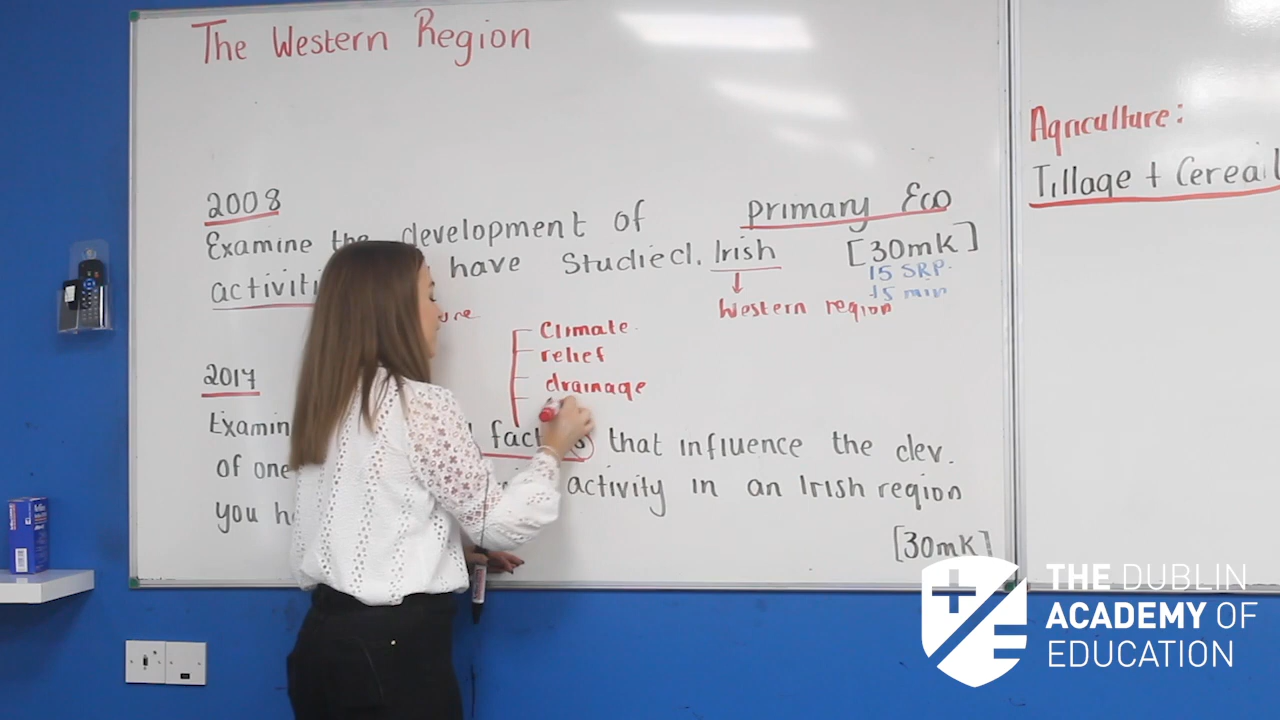 The Western Region
2008
Examine the development of primary Eco
activiti have Studied. Irish [30mk]
15 SRP.
15 min
Western region
ure
Climate.
relief
drainage
2017
Examin factors that influence the dev.
of one activity in an Irish region
you h
[30mk]
Agriculture:
Tillage + Cereal
THE DUBLIN
ACADEMY OF
EDUCATION